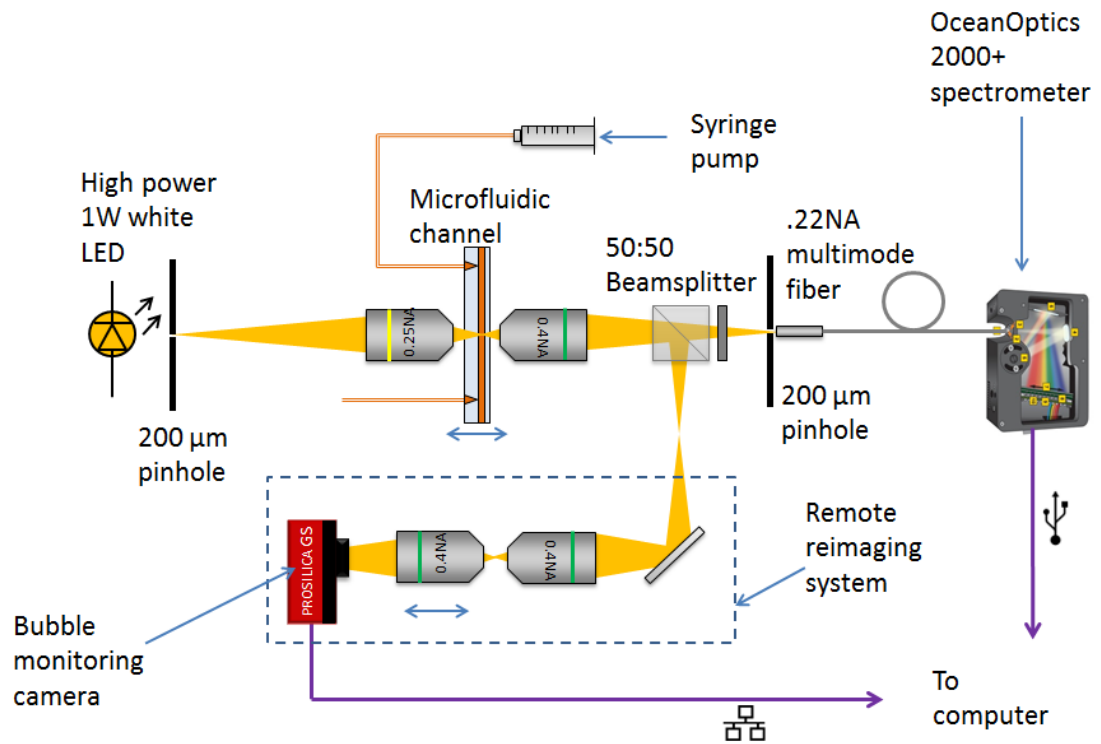 OceanOptics
2000+
spectrometer
Syringe
pump
High power
1W white
LED
Microfluidic
channel
50:50
Beamsplitter
.22NA
multimode
fiber
0.25NA
0.4NA
200 µm
pinhole
200 µm
pinhole
PROSILICA GS
0.4NA
0.4NA
Remote
reimaging
system
Bubble
monitoring
camera
To
computer